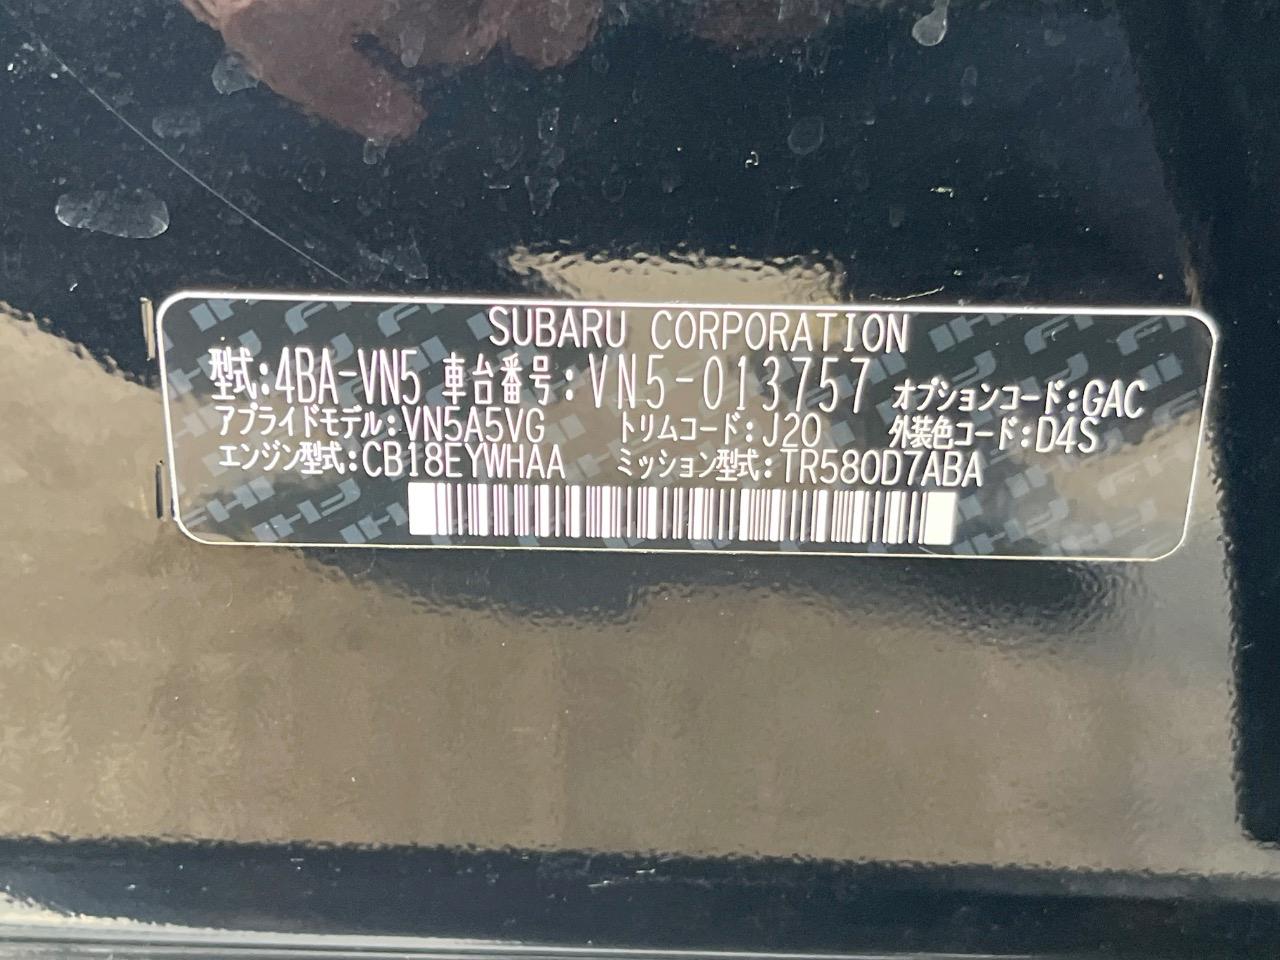 SUBARU CORPORATION
型式:4BA-VN5 車台番号:VN5-013757 オプションコード:GAC
アプライドモデル:VN5A5VG トリムコード:J20 外装色コード:D4S
エンジン型式:CB18EYWHAA ミッション型式:TR580D7ABA